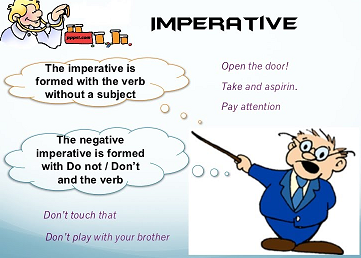 IMPERATIVE
The imperative is
formed with the verb
without a subject
Open the door!
Take and aspirin.
Pay attention
The negative
imperative is formed
with Do not / Don't
and the verb
Don't touch that
Don't play with your brother